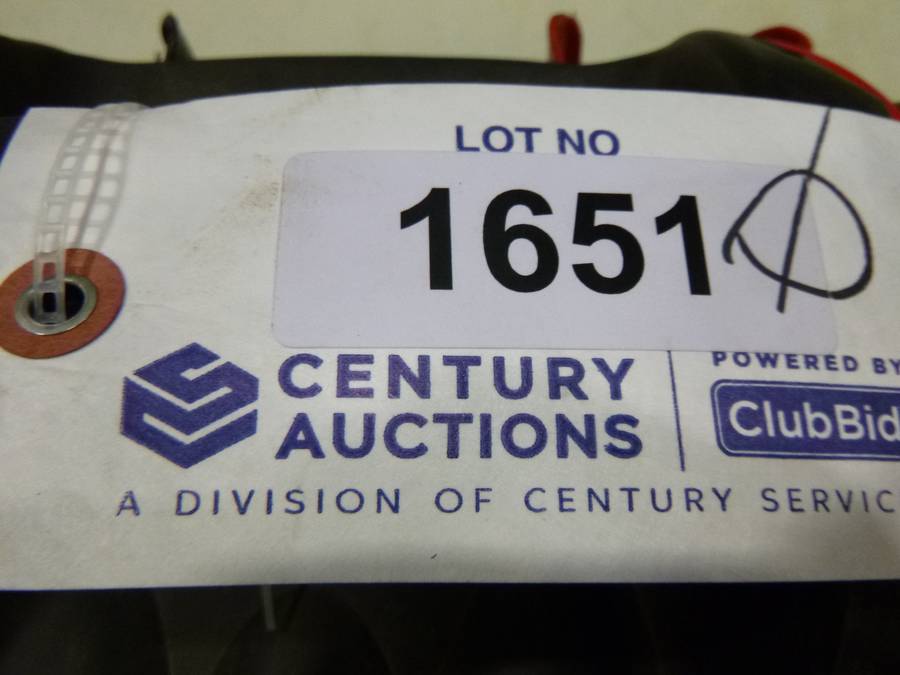 LOT NO
1651
CENTURY
AUCTIONS
POWERED BY
ClubBid
A DIVISION OF CENTURY SERVIC